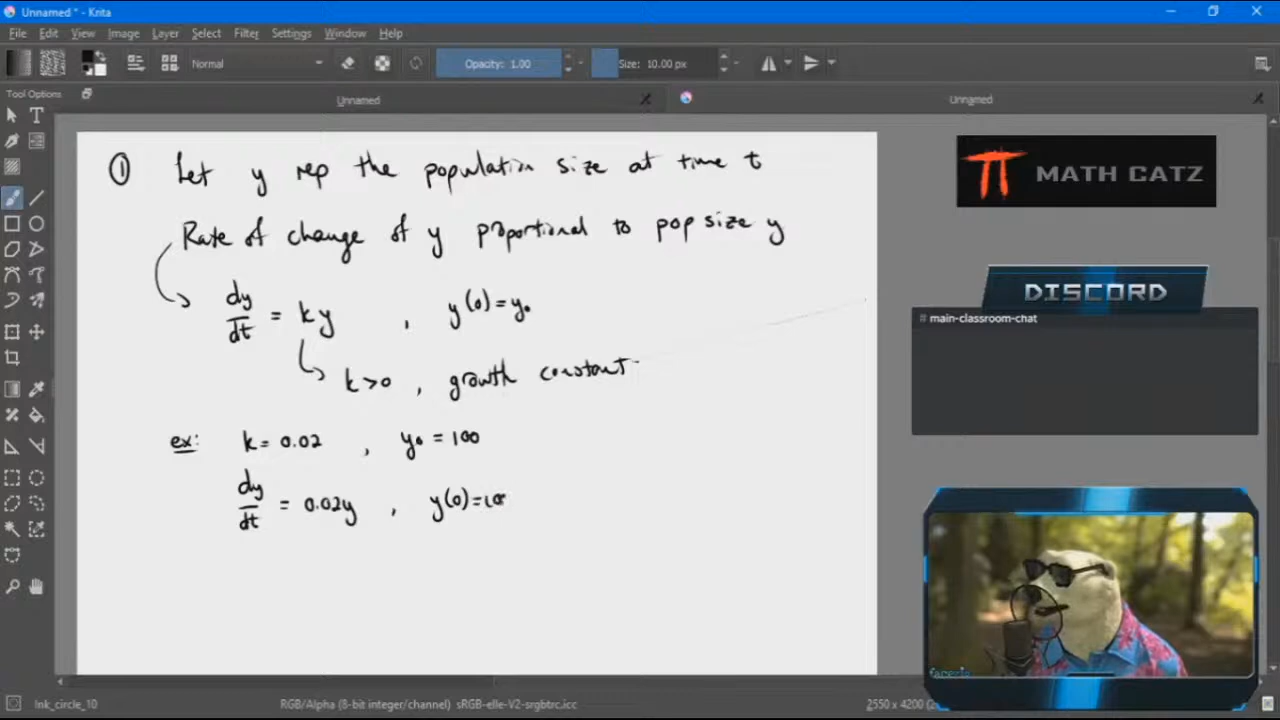 Unnamed * - Krita
File Edit View Image Layer Select Filter Settings Window Help
Normal Opacity: 1.00 Size: 10.00 px
Tool Options
Unnamed
Unnamed
① Let y rep the population size at time t
Rate of change of y proportional to pop size y
dy/dt = ky , y(0)=y₀
k>0 , growth constant
ex: k = 0.02 , y₀ = 100
dy/dt = 0.02y , y(0)=100
π MATH CATZ
DISCORD
# main-classroom-chat
facerig
Ink_circle_10
RGB/Alpha (8-bit integer/channel) sRGB-elle-V2-srgbtrc.icc
2550 x 4200